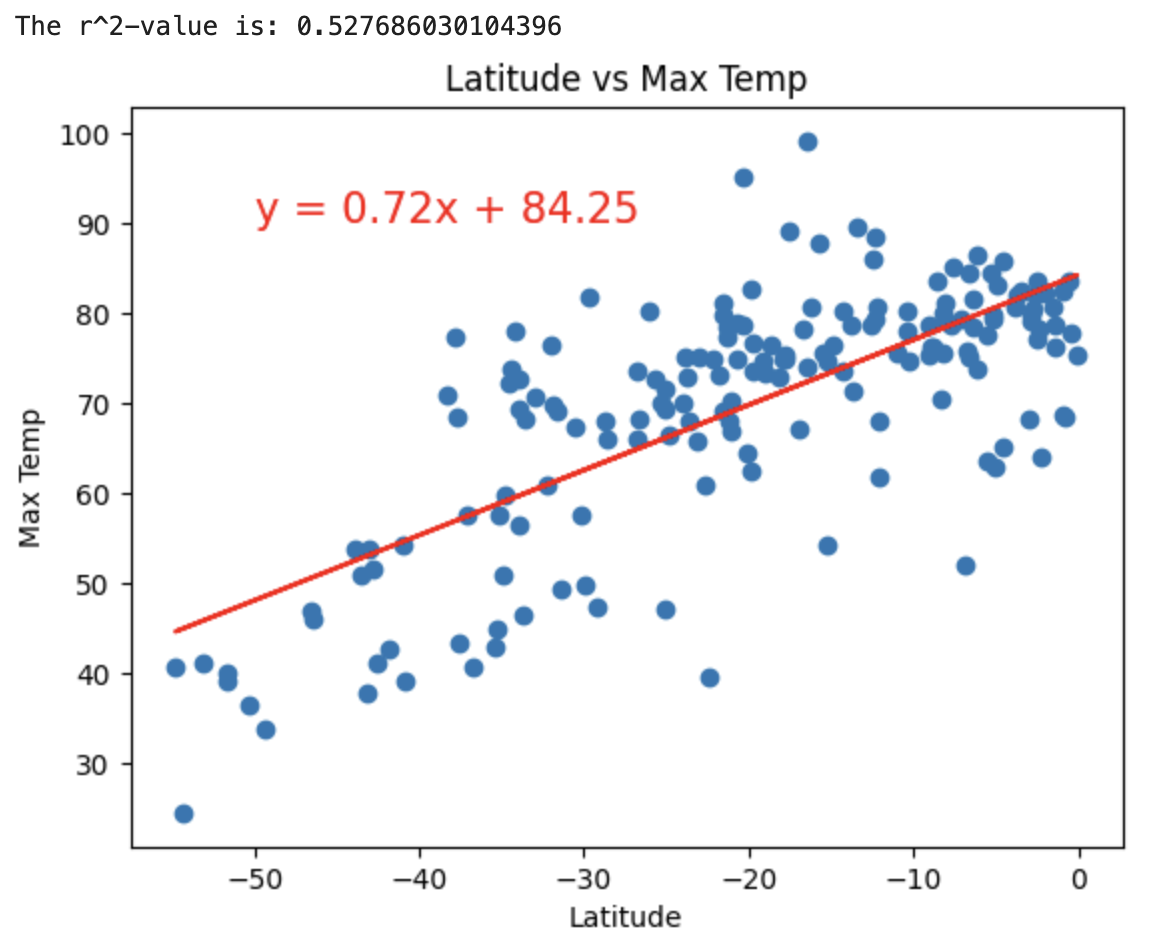 The r^2-value is: 0.527686030104396
Latitude vs Max Temp
100
90
80
70
60
50
40
30
y = 0.72x + 84.25
Max Temp
−50
−40
−30
−20
−10
0
Latitude